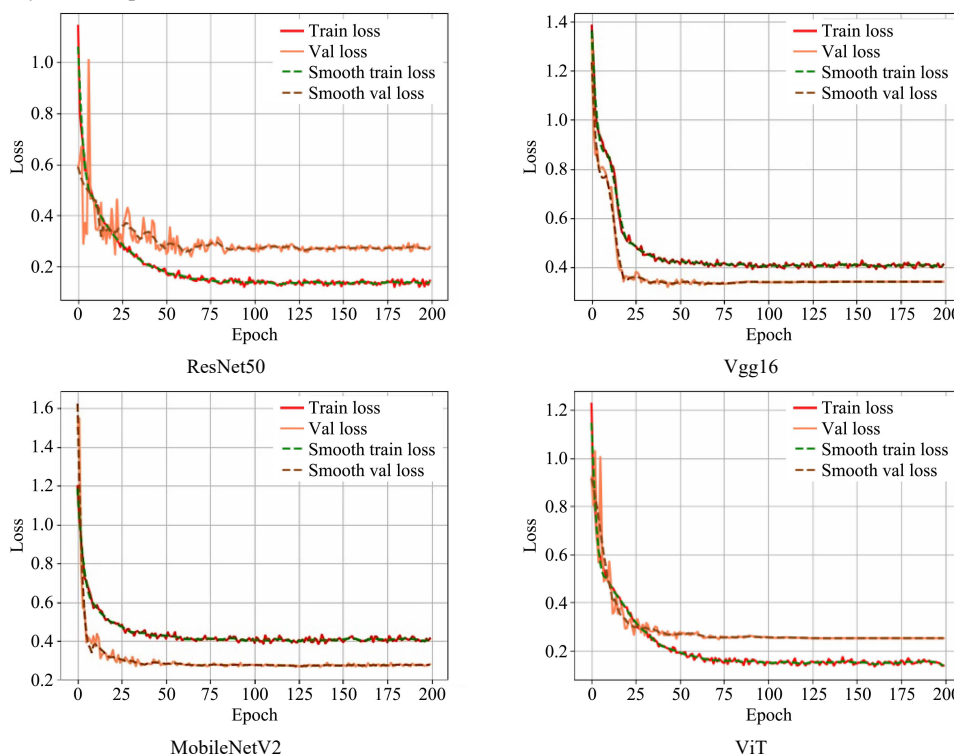 Train loss
Val loss
Smooth train loss
Smooth val loss
1.0
0.8
0.6
0.4
0.2
Loss
0 25 50 75 100 125 150 175 200
Epoch
ResNet50
Train loss
Val loss
Smooth train loss
Smooth val loss
1.4
1.2
1.0
0.8
0.6
0.4
Loss
0 25 50 75 100 125 150 175 200
Epoch
Vgg16
Train loss
Val loss
Smooth train loss
Smooth val loss
1.6
1.4
1.2
1.0
0.8
0.6
0.4
0.2
Loss
0 25 50 75 100 125 150 175 200
Epoch
MobileNetV2
Train loss
Val loss
Smooth train loss
Smooth val loss
1.2
1.0
0.8
0.6
0.4
0.2
Loss
0 25 50 75 100 125 150 175 200
Epoch
ViT